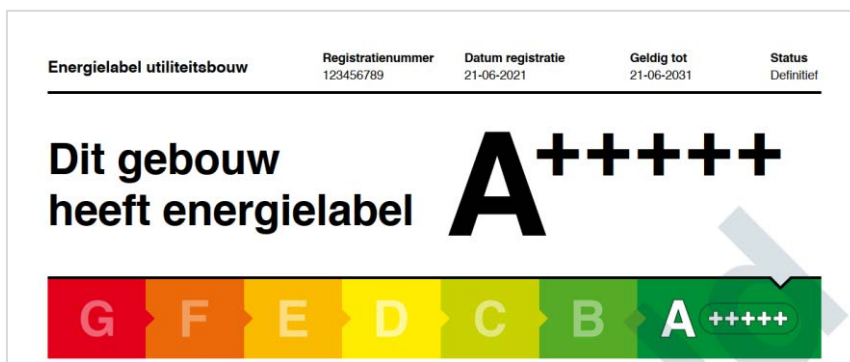 Energielabel utiliteitsbouw
Registratienummer
123456789
Datum registratie
21-06-2021
Geldig tot
21-06-2031
Status
Definitief
Dit gebouw
heeft energielabel
A+++++
G F E D C B A +++++